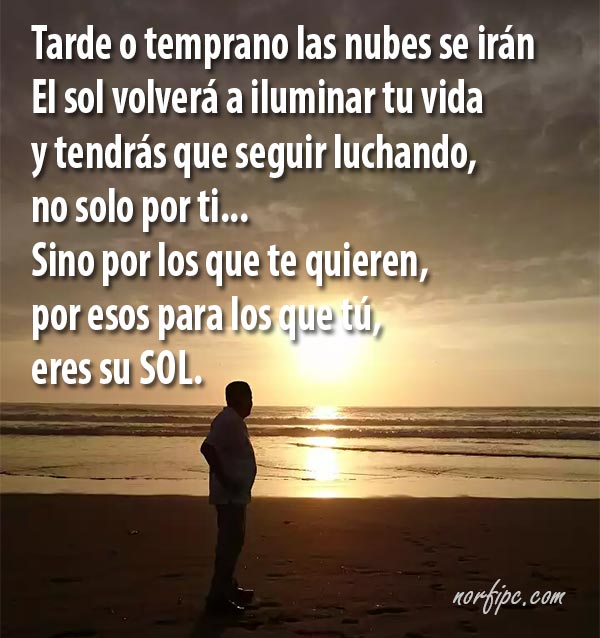 Tarde o temprano las nubes se irán
El sol volverá a iluminar tu vida
y tendrás que seguir luchando,
no solo por ti...
Sino por los que te quieren,
por esos para los que tú,
eres su SOL.
norfipc.com